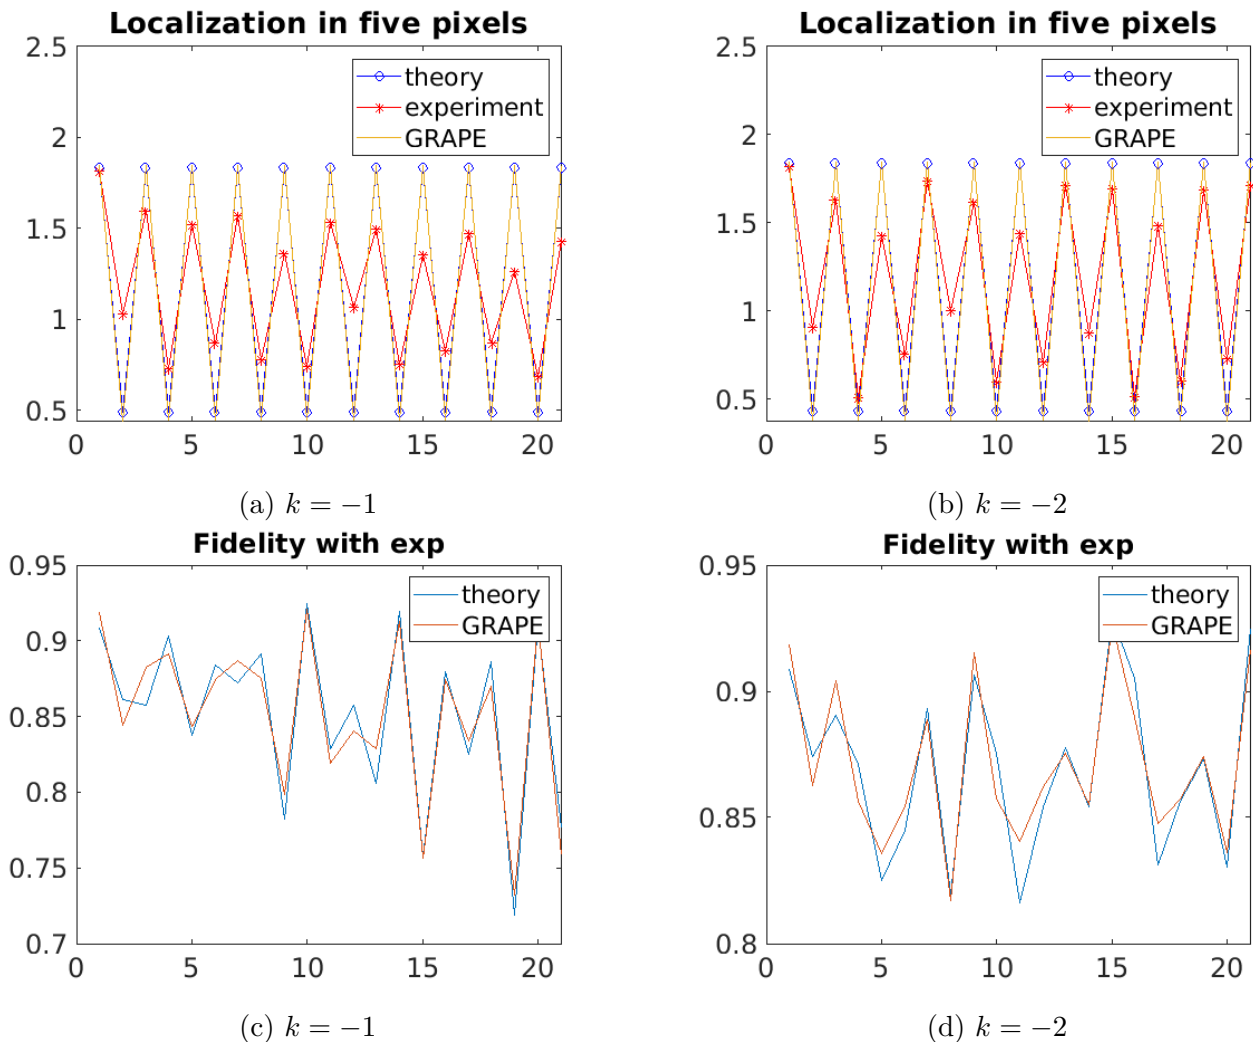 Localization in five pixels
2.5
2
1.5
1
0.5
0 5 10 15 20
theory
experiment
GRAPE
(a) k = −1
Localization in five pixels
2.5
2
1.5
1
0.5
0 5 10 15 20
theory
experiment
GRAPE
(b) k = −2
Fidelity with exp
0.95
0.9
0.85
0.8
0.75
0.7
0 5 10 15 20
theory
GRAPE
(c) k = −1
Fidelity with exp
0.95
0.9
0.85
0.8
0 5 10 15 20
theory
GRAPE
(d) k = −2